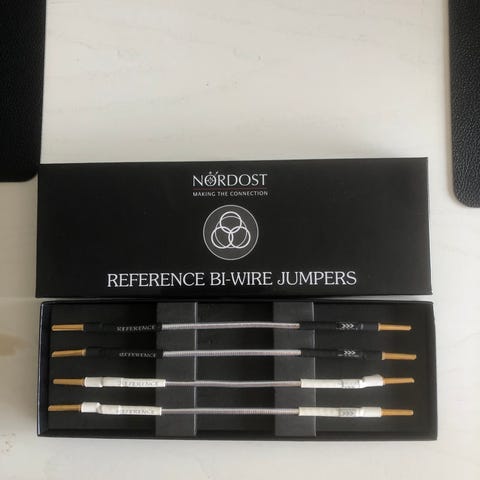 NORDOST
MAKING THE CONNECTION
REFERENCE BI-WIRE JUMPERS
REFERENCE
REFERENCE
REFERENCE
REFERENCE